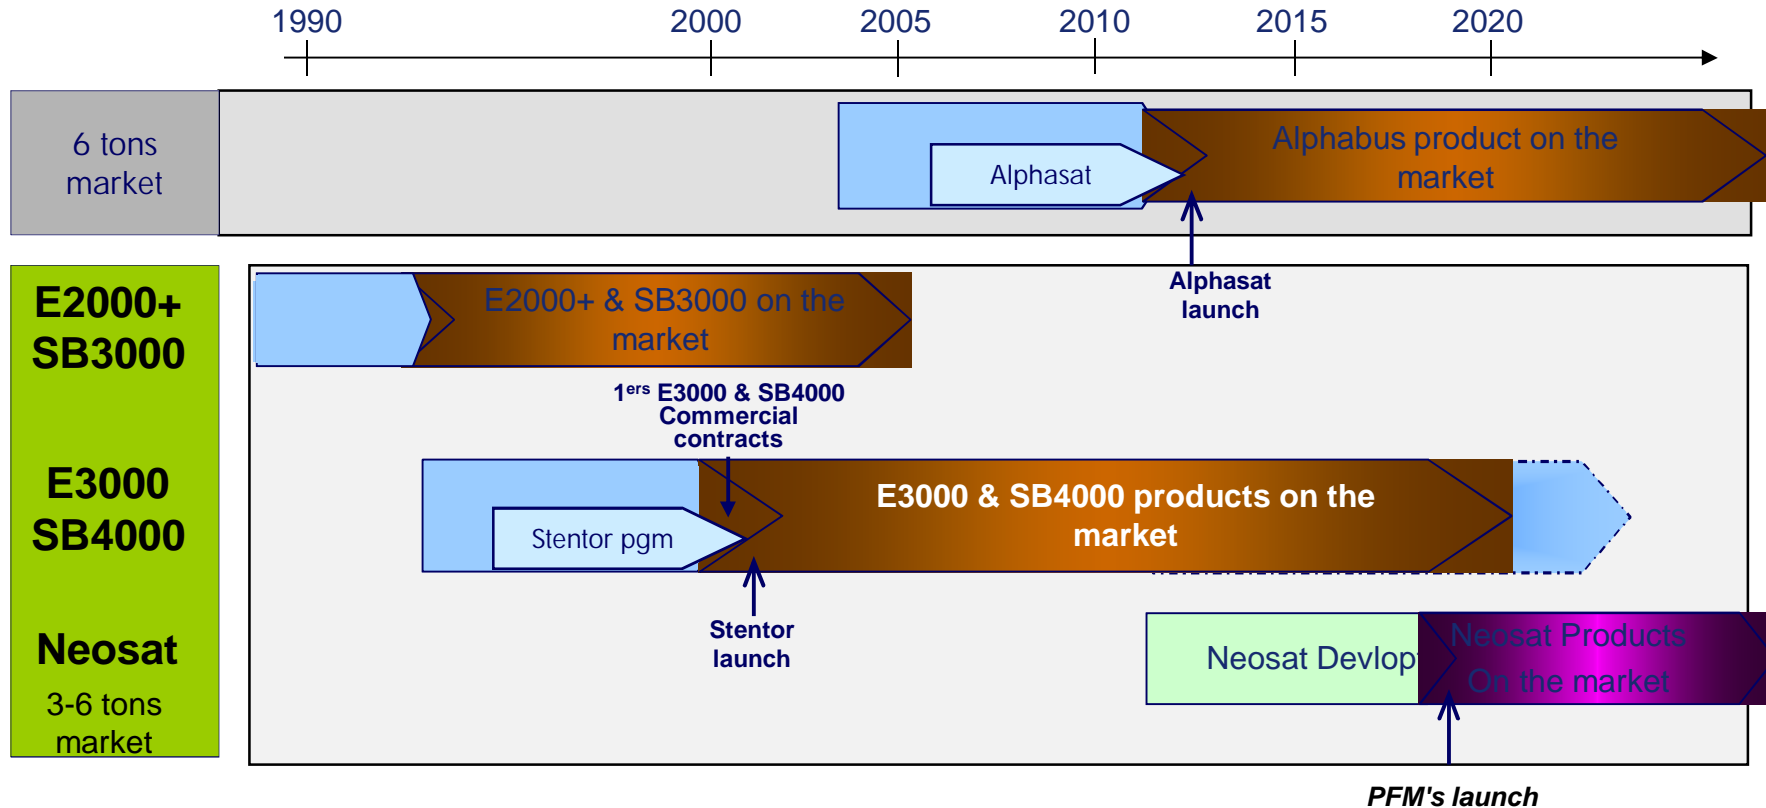 1990 2000 2005 2010 2015 2020
6 tons
market
Alphasat
Alphabus product on the
market
Alphasat
launch
E2000+
SB3000
E2000+ & SB3000 on the
market
1ers E3000 & SB4000
Commercial
contracts
E3000
SB4000
Stentor pgm
E3000 & SB4000 products on the
market
Stentor
launch
Neosat
3-6 tons
market
Neosat Devlop
Neosat Products
On the market
PFM's launch